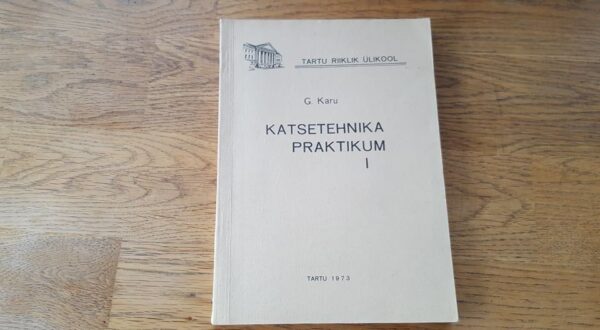 TARTU RIIKLIK ÜLIKOOL
G. Karu
KATSETEHNIKA
PRAKTIKUM
I
TARTU 1973